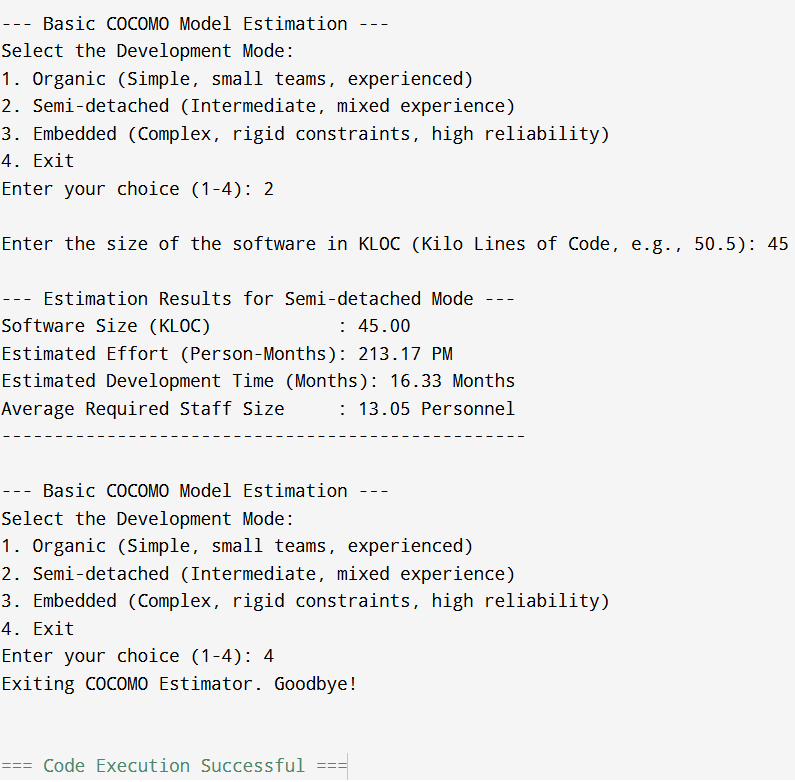 --- Basic COCOMO Model Estimation ---
Select the Development Mode:
1. Organic (Simple, small teams, experienced)
2. Semi-detached (Intermediate, mixed experience)
3. Embedded (Complex, rigid constraints, high reliability)
4. Exit
Enter your choice (1-4): 2
Enter the size of the software in KLOC (Kilo Lines of Code, e.g., 50.5): 45
--- Estimation Results for Semi-detached Mode ---
Software Size (KLOC)            : 45.00
Estimated Effort (Person-Months): 213.17 PM
Estimated Development Time (Months): 16.33 Months
Average Required Staff Size     : 13.05 Personnel
--------------------------------------------------
--- Basic COCOMO Model Estimation ---
Select the Development Mode:
1. Organic (Simple, small teams, experienced)
2. Semi-detached (Intermediate, mixed experience)
3. Embedded (Complex, rigid constraints, high reliability)
4. Exit
Enter your choice (1-4): 4
Exiting COCOMO Estimator. Goodbye!
=== Code Execution Successful ===